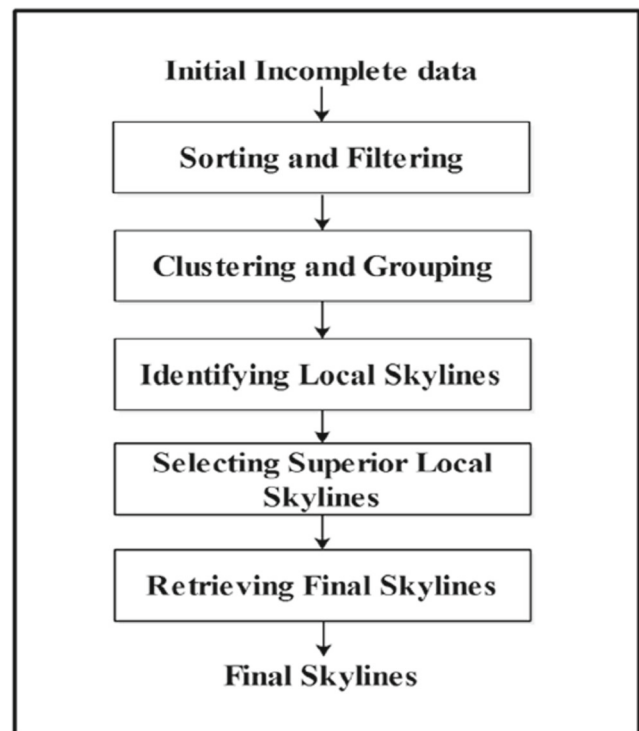 Initial Incomplete data
Sorting and Filtering
Clustering and Grouping
Identifying Local Skylines
Selecting Superior Local
Skylines
Retrieving Final Skylines
Final Skylines